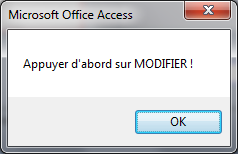 Microsoft Office Access
Appuyer d'abord sur MODIFIER !
OK